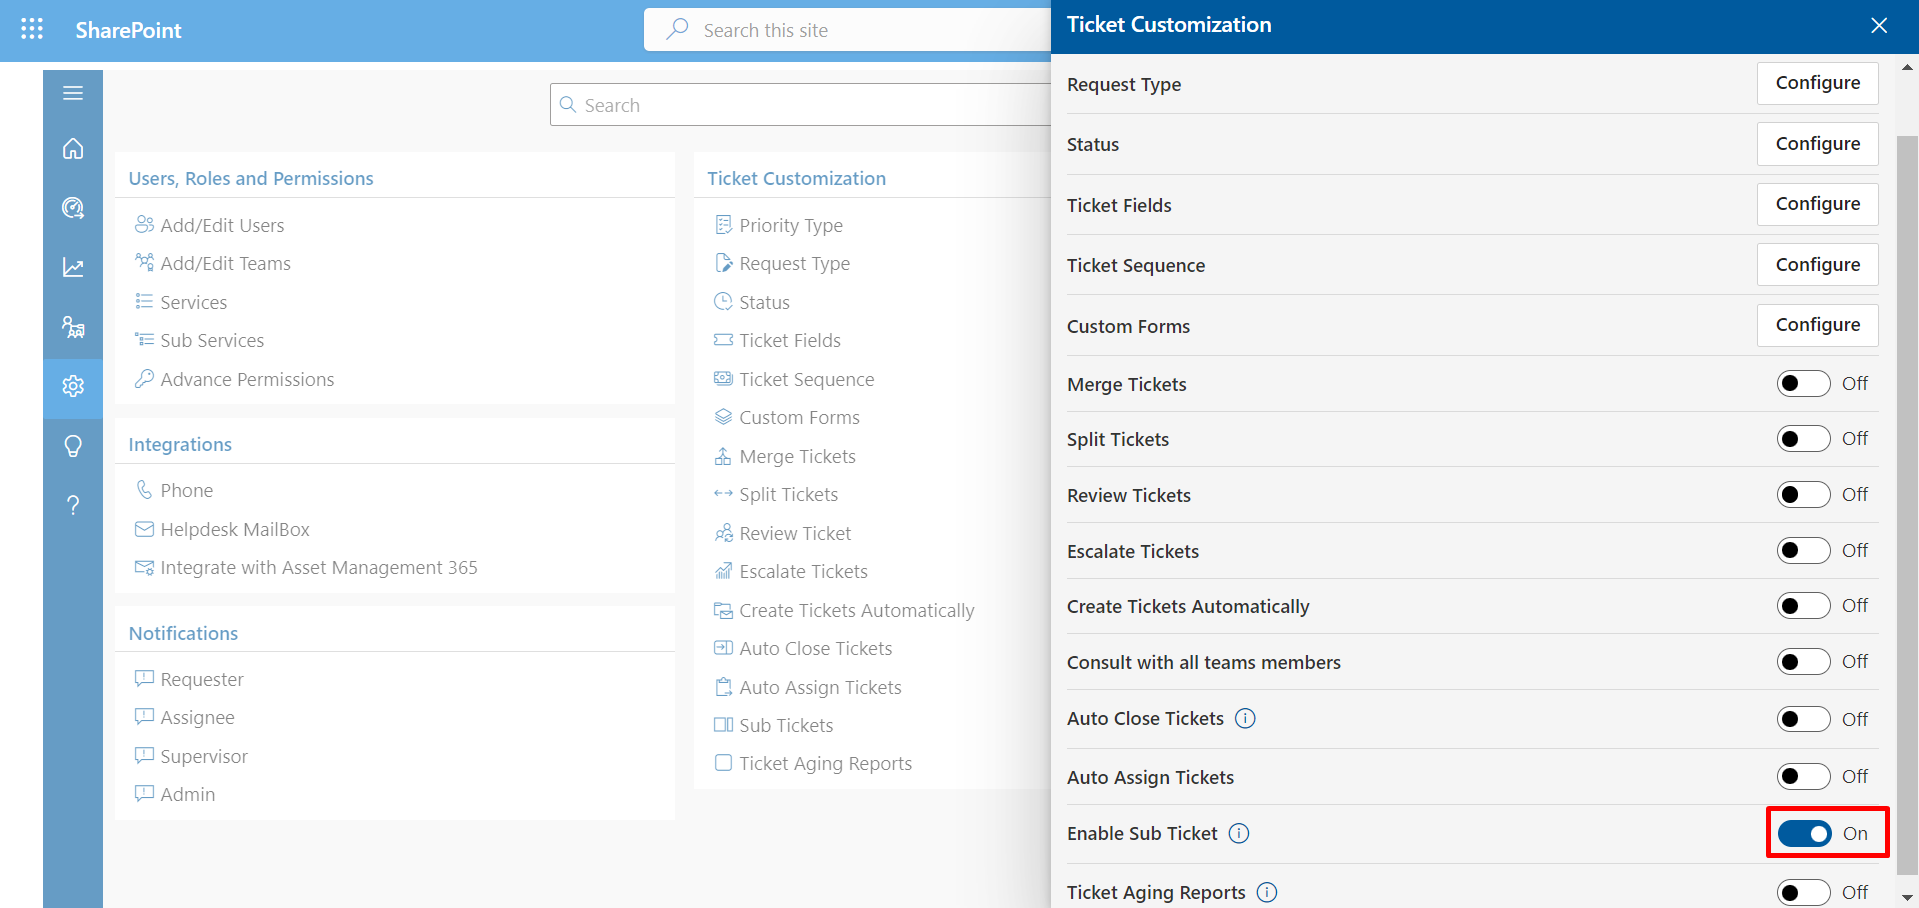 SharePoint
Search this site
Search
Users, Roles and Permissions
Add/Edit Users
Add/Edit Teams
Services
Sub Services
Advance Permissions
Integrations
Phone
Helpdesk MailBox
Integrate with Asset Management 365
Notifications
Requester
Assignee
Supervisor
Admin
Ticket Customization
Priority Type
Request Type
Status
Ticket Fields
Ticket Sequence
Custom Forms
Merge Tickets
Split Tickets
Review Ticket
Escalate Tickets
Create Tickets Automatically
Auto Close Tickets
Auto Assign Tickets
Sub Tickets
Ticket Aging Reports
Ticket Customization
Request Type Configure
Status Configure
Ticket Fields Configure
Ticket Sequence Configure
Custom Forms Configure
Merge Tickets Off
Split Tickets Off
Review Tickets Off
Escalate Tickets Off
Create Tickets Automatically Off
Consult with all teams members Off
Auto Close Tickets Off
Auto Assign Tickets Off
Enable Sub Ticket On
Ticket Aging Reports Off